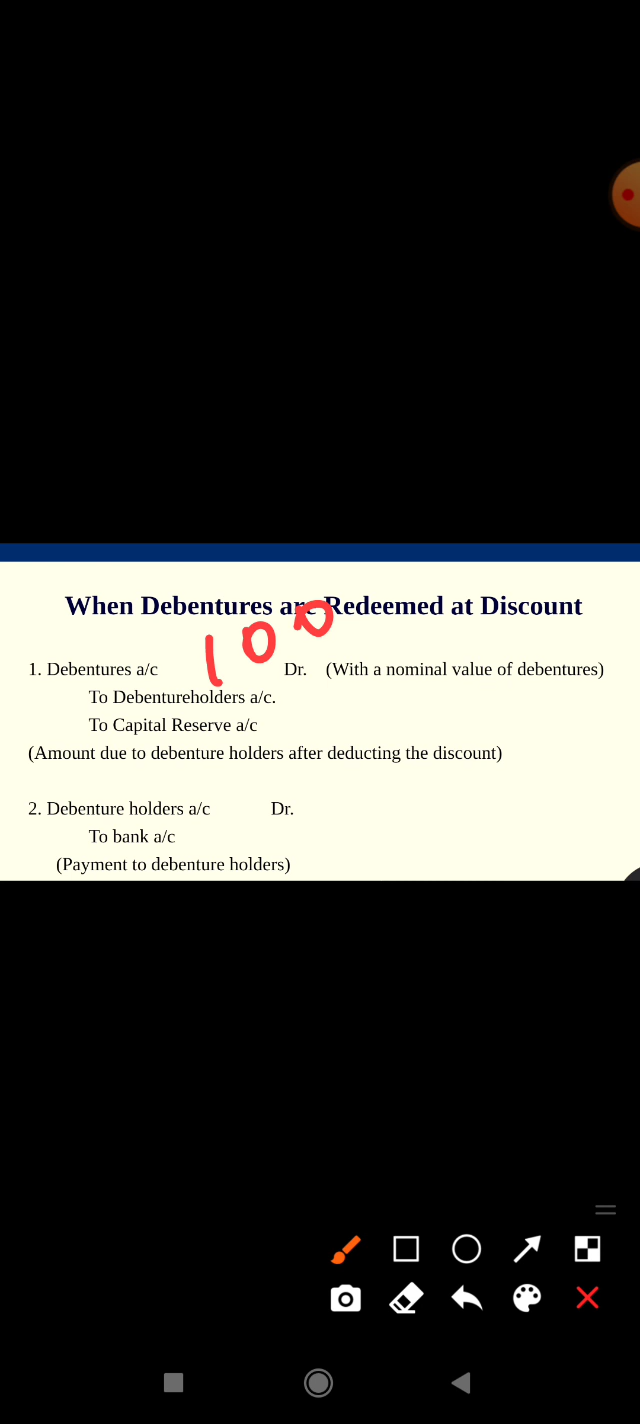 When Debentures are Redeemed at Discount
100
1. Debentures a/c Dr. (With a nominal value of debentures)
To Debentureholders a/c.
To Capital Reserve a/c
(Amount due to debenture holders after deducting the discount)
2. Debenture holders a/c Dr.
To bank a/c
(Payment to debenture holders)